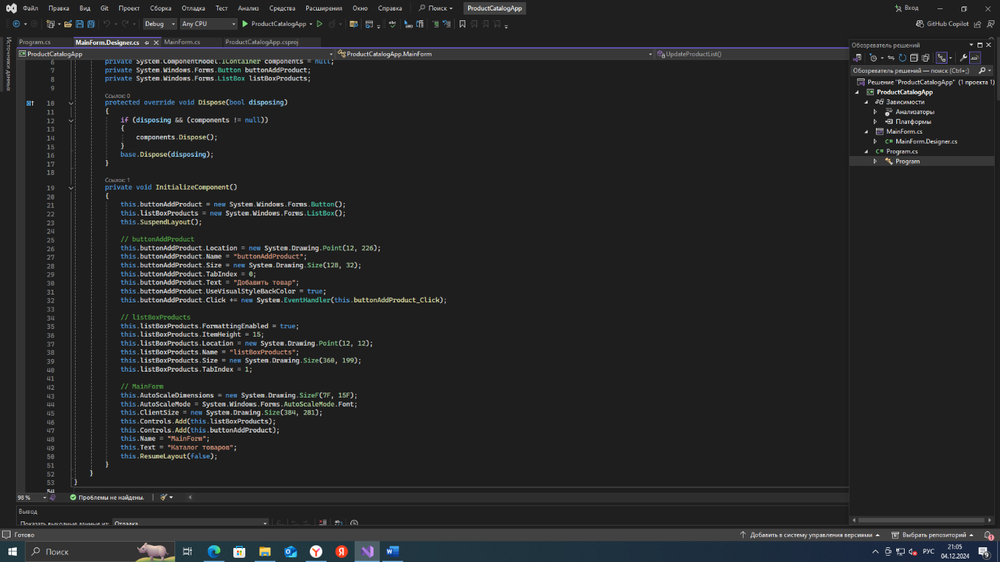 Файл Правка Вид Git Проект Сборка Отладка Тест Анализ Средства Расширения Окно Справка Поиск ProductCatalogApp Вход
Debug Any CPU ProductCatalogApp GitHub Copilot
Источники данных
Program.cs MainForm.Designer.cs MainForm.cs ProductCatalogApp.csproj
ProductCatalogApp ProductCatalogApp.MainForm UpdateProductList()
6 private System.ComponentModel.IContainer components = null;
7 private System.Windows.Forms.Button buttonAddProduct;
8 private System.Windows.Forms.ListBox listBoxProducts;
9
Ссылок: 0
10 protected override void Dispose(bool disposing)
11 {
12 if (disposing && (components != null))
13 {
14 components.Dispose();
15 }
16 base.Dispose(disposing);
17 }
18
Ссылок: 1
19 private void InitializeComponent()
20 {
21 this.buttonAddProduct = new System.Windows.Forms.Button();
22 this.listBoxProducts = new System.Windows.Forms.ListBox();
23 this.SuspendLayout();
24
25 // buttonAddProduct
26 this.buttonAddProduct.Location = new System.Drawing.Point(12, 226);
27 this.buttonAddProduct.Name = "buttonAddProduct";
28 this.buttonAddProduct.Size = new System.Drawing.Size(128, 32);
29 this.buttonAddProduct.TabIndex = 0;
30 this.buttonAddProduct.Text = "Добавить товар";
31 this.buttonAddProduct.UseVisualStyleBackColor = true;
32 this.buttonAddProduct.Click += new System.EventHandler(this.buttonAddProduct_Click);
33
34 // listBoxProducts
35 this.listBoxProducts.FormattingEnabled = true;
36 this.listBoxProducts.ItemHeight = 15;
37 this.listBoxProducts.Location = new System.Drawing.Point(12, 12);
38 this.listBoxProducts.Name = "listBoxProducts";
39 this.listBoxProducts.Size = new System.Drawing.Size(360, 199);
40 this.listBoxProducts.TabIndex = 1;
41
42 // MainForm
43 this.AutoScaleDimensions = new System.Drawing.SizeF(7F, 15F);
44 this.AutoScaleMode = System.Windows.Forms.AutoScaleMode.Font;
45 this.ClientSize = new System.Drawing.Size(384, 281);
46 this.Controls.Add(this.listBoxProducts);
47 this.Controls.Add(this.buttonAddProduct);
48 this.Name = "MainForm";
49 this.Text = "Каталог товаров";
50 this.ResumeLayout(false);
51 }
52 }
53 }
54
98 % Проблемы не найдены.
Вывод
Показать выходные данные из: Отладка
Обозреватель решений
Обозреватель решений — поиск (Ctrl+;)
Решение "ProductCatalogApp" (1 проекта 1)
ProductCatalogApp
Зависимости
Анализаторы
Платформы
MainForm.cs
MainForm.Designer.cs
C# Program.cs
Program
Готово Добавить в систему управления версиями Выбрать репозиторий 1
Поиск РУС 21:05
04.12.2024 9